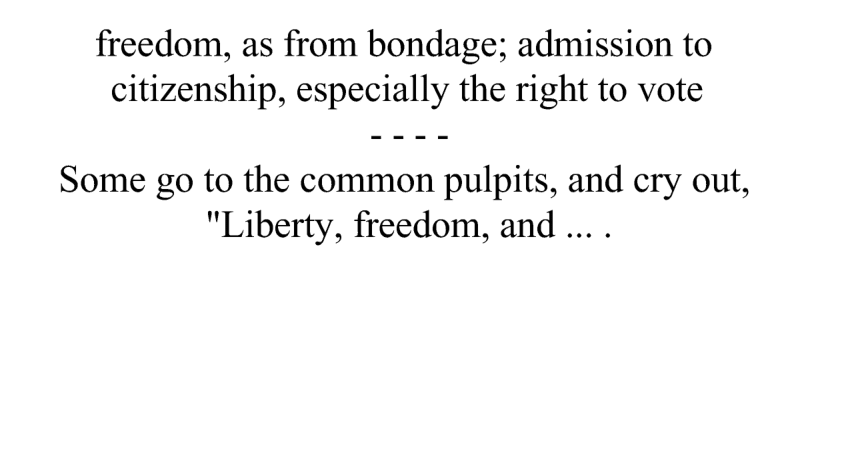 freedom, as from bondage; admission to
citizenship, especially the right to vote
- - - -
Some go to the common pulpits, and cry out,
"Liberty, freedom, and ... .